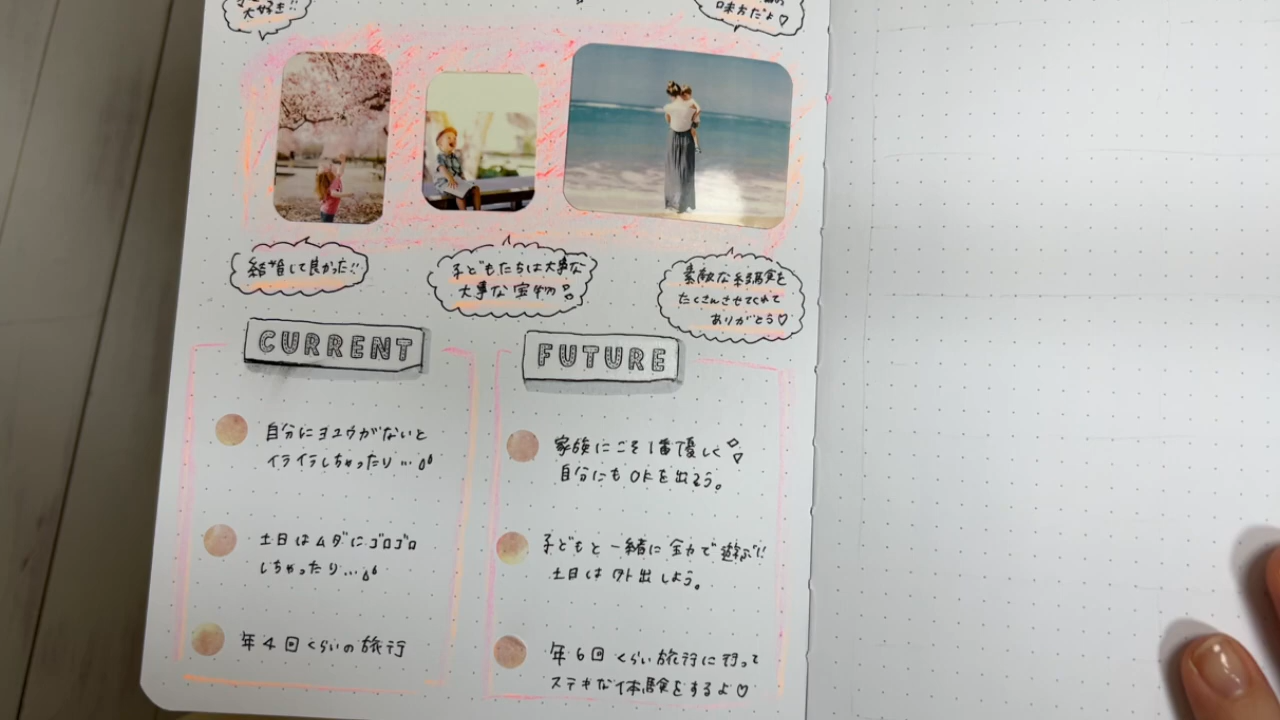 大好き!!
味方だよ♡
結婚して良かった!!
子どもたちは大事な
大事な宝物
素敵な経験を
たくさんさせてくれて
ありがとう♡
CURRENT
自分にヨユウがないと
イライラしちゃったり…
土日はムダにゴロゴロ
しちゃったり…
年4回くらいの旅行
FUTURE
家族にこそ1番優しく
自分にもOKを出そう。
子どもと一緒に全力で遊ぶ!!
土日は外出しよう。
年6回くらい旅行に行って
ステキな体験をするよ♡